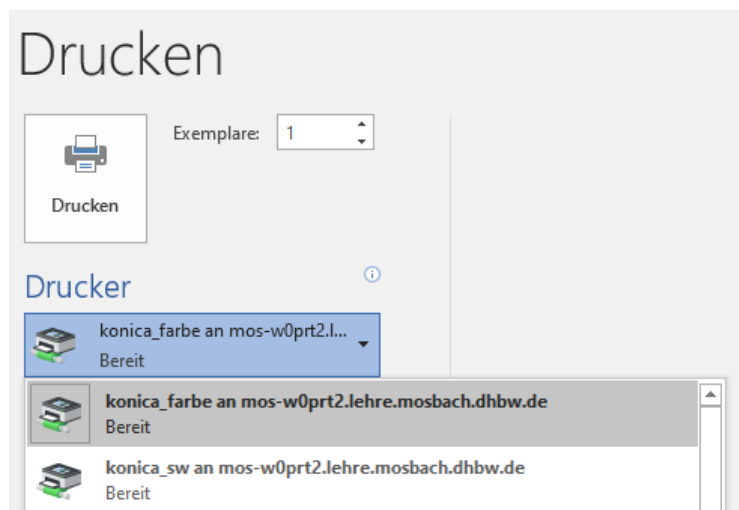 Drucken
Exemplare: 1
Drucken
Drucker
konica_farbe an mos-w0prt2.l...
Bereit
konica_farbe an mos-w0prt2.lehre.mosbach.dhbw.de
Bereit
konica_sw an mos-w0prt2.lehre.mosbach.dhbw.de
Bereit